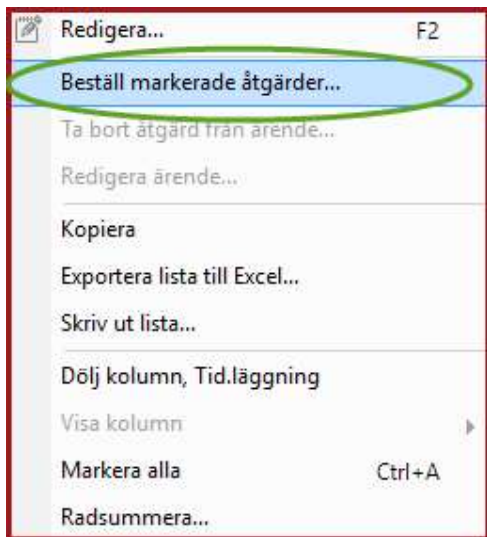 Redigera... F2
Beställ markerade åtgärder...
Ta bort åtgärd från ärende...
Redigera ärende...
Kopiera
Exportera lista till Excel...
Skriv ut lista...
Dölj kolumn, Tid.läggning
Visa kolumn
Markera alla Ctrl+A
Radsummera...